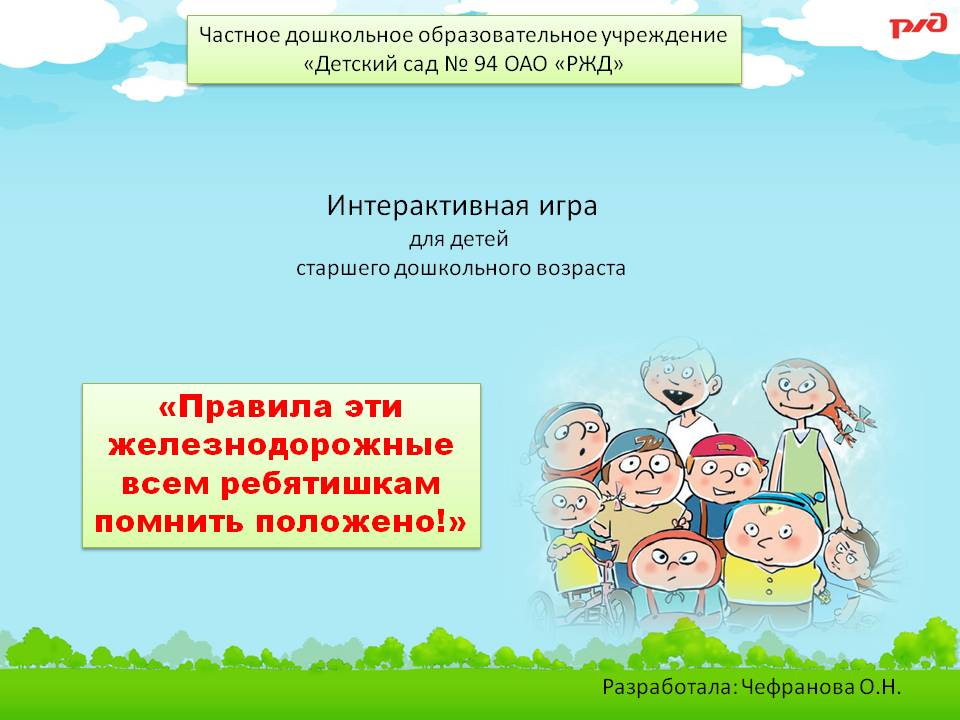 Частное дошкольное образовательное учреждение
«Детский сад № 94 ОАО «РЖД»
ржд
Интерактивная игра
для детей
старшего дошкольного возраста
«Правила эти
железнодорожные
всем ребятишкам
помнить положено!»
Разработала: Чефранова О.Н.